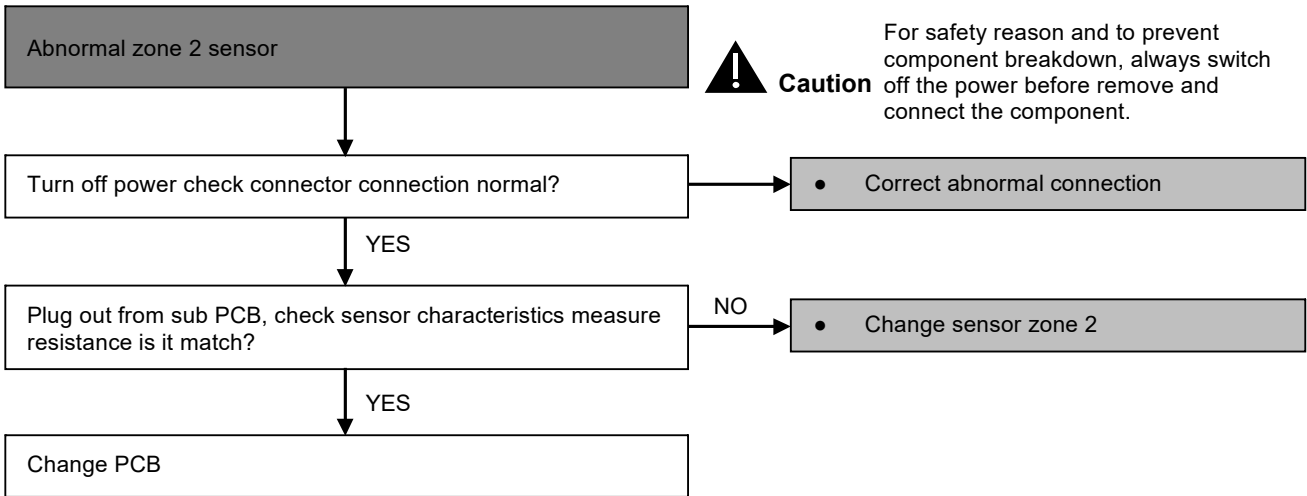 Abnormal zone 2 sensor
For safety reason and to prevent
component breakdown, always switch
Caution off the power before remove and
connect the component.
Turn off power check connector connection normal?
● Correct abnormal connection
YES
Plug out from sub PCB, check sensor characteristics measure
resistance is it match?
NO
● Change sensor zone 2
YES
Change PCB